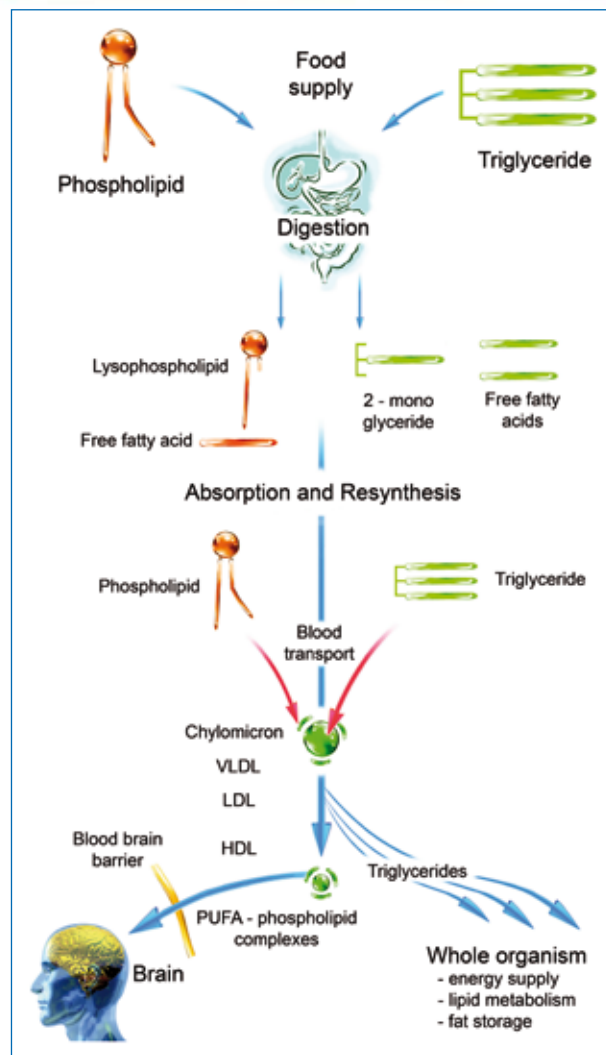 Food
supply
Phospholipid
Triglyceride
Digestion
Lysophospholipid
2 - mono
glyceride
Free fatty
acids
Free fatty acid
Absorption and Resynthesis
Phospholipid
Triglyceride
Blood
transport
Chylomicron
VLDL
LDL
HDL
Blood brain
barrier
Triglycerides
PUFA - phospholipid
complexes
Brain
Whole organism
- energy supply
- lipid metabolism
- fat storage